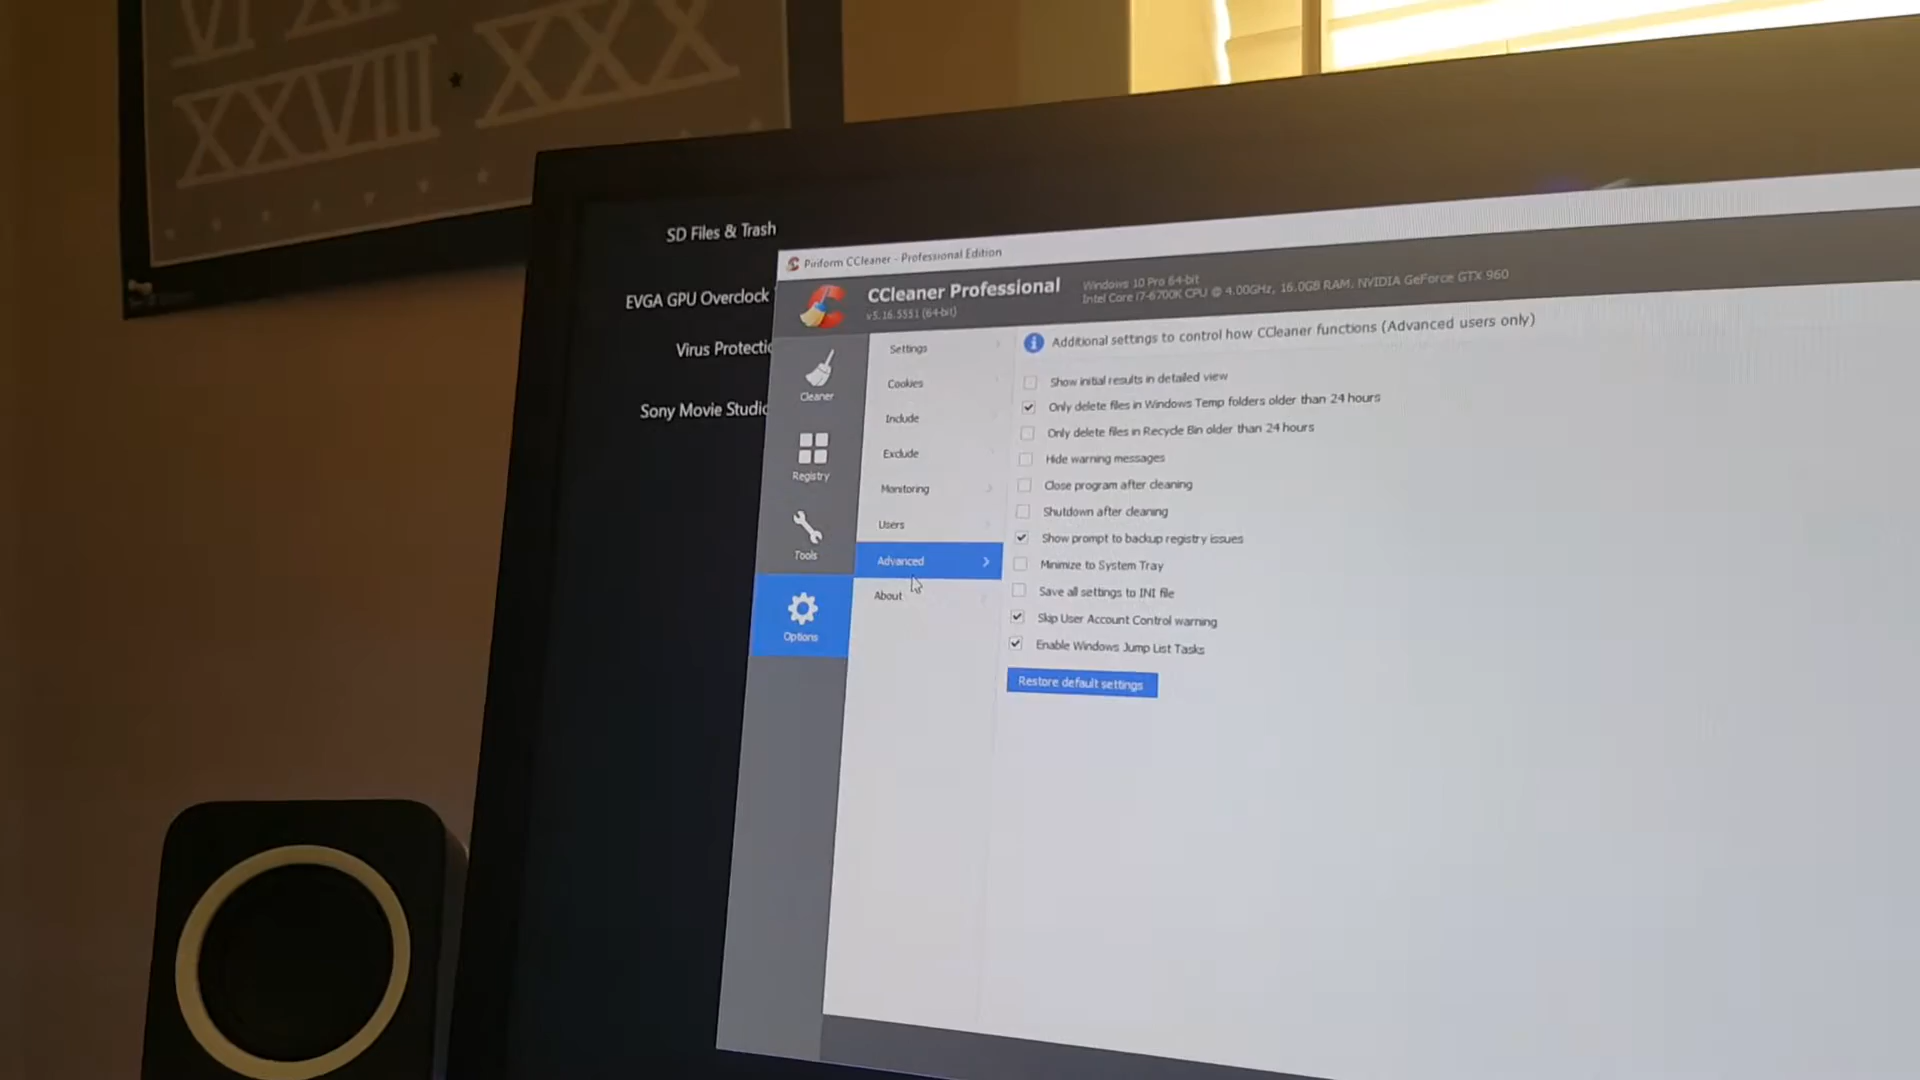 XXVIII ★ XXX
SD Files & Trash
EVGA GPU Overclock
Virus Protectio
Sony Movie Studio
Piriform CCleaner - Professional Edition
CCleaner Professional
v5.16.5551 (64-bit)
Windows 10 Pro 64-bit
Intel Core i7-6700K CPU @ 4.00GHz, 16.0GB RAM, NVIDIA GeForce GTX 960
Cleaner
Registry
Tools
Options
Settings
Cookies
Include
Exclude
Monitoring
Users
Advanced
About
Additional settings to control how CCleaner functions (Advanced users only)
Show initial results in detailed view
Only delete files in Windows Temp folders older than 24 hours
Only delete files in Recycle Bin older than 24 hours
Hide warning messages
Close program after cleaning
Shutdown after cleaning
Show prompt to backup registry issues
Minimize to System Tray
Save all settings to INI file
Skip User Account Control warning
Enable Windows Jump List Tasks
Restore default settings